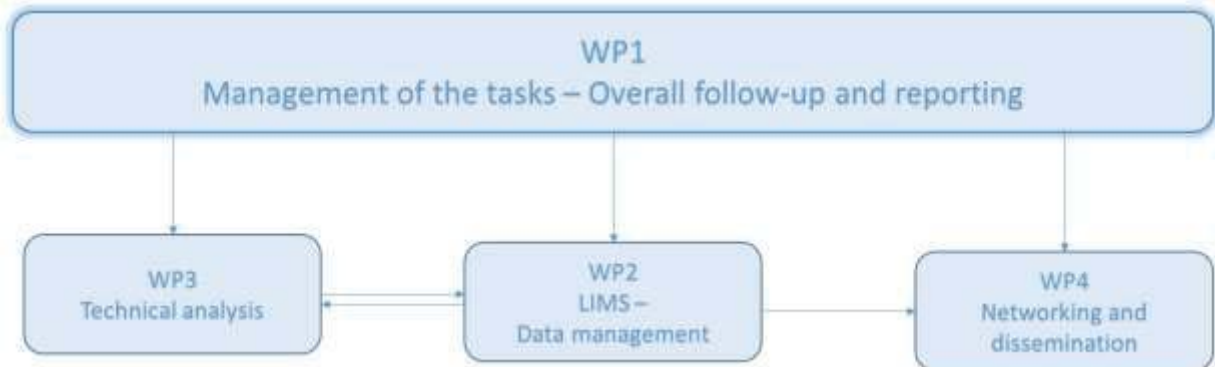 WP1
Management of the tasks – Overall follow-up and reporting
WP3
Technical analysis
WP2
LIMS –
Data management
WP4
Networking and
dissemination